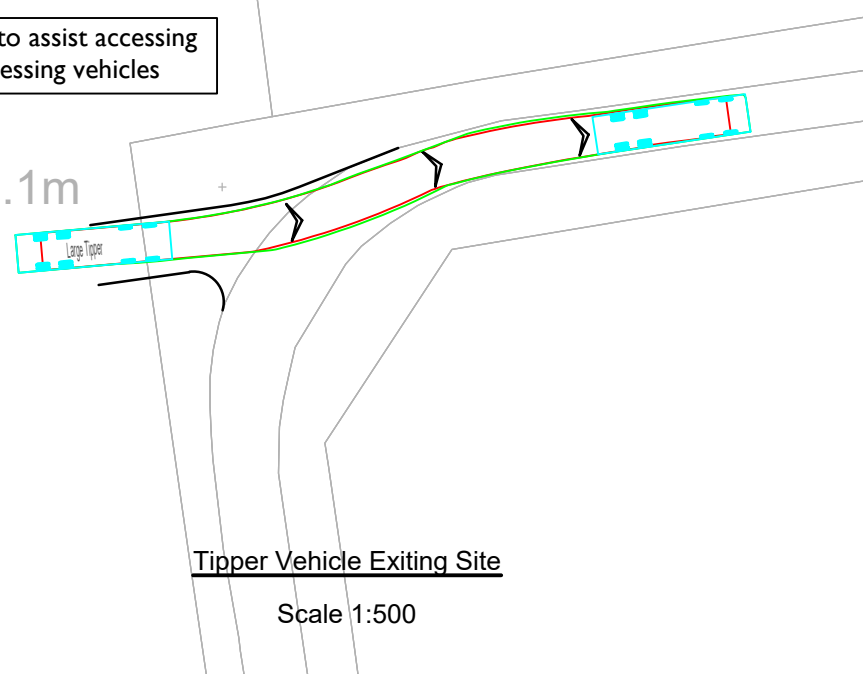 to assist accessing
essing vehicles
.1m
Large Tipper
Tipper Vehicle Exiting Site
Scale 1:500